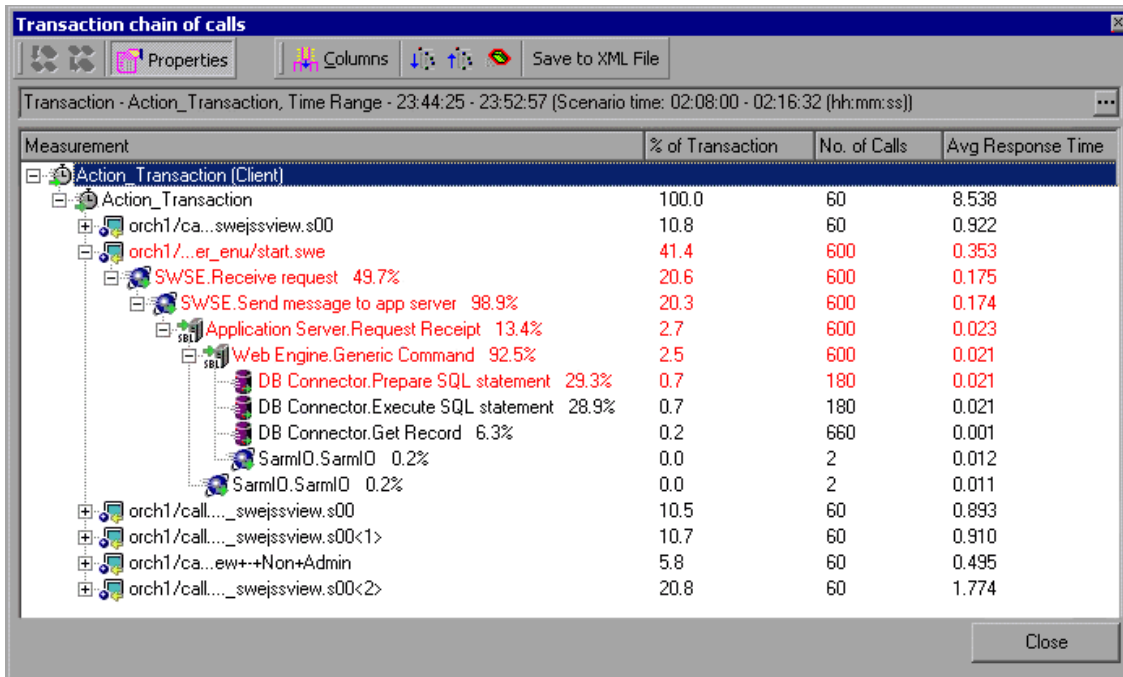 Transaction chain of calls
Properties Columns Save to XML File
Transaction - Action_Transaction, Time Range - 23:44:25 - 23:52:57 (Scenario time: 02:08:00 - 02:16:32 (hh:mm:ss)) ...
Measurement % of Transaction No. of Calls Avg Response Time
Action_Transaction (Client)
Action_Transaction 100.0 60 8.538
orch1/ca...swejssview.s00 10.8 60 0.922
orch1/...er_enu/start.swe 41.4 600 0.353
SWSE.Receive request 49.7% 20.6 600 0.175
SWSE.Send message to app server 98.9% 20.3 600 0.174
SBL Application Server.Request Receipt 13.4% 2.7 600 0.023
SBL Web Engine.Generic Command 92.5% 2.5 600 0.021
DB Connector.Prepare SQL statement 29.3% 0.7 180 0.021
DB Connector.Execute SQL statement 28.9% 0.7 180 0.021
DB Connector.Get Record 6.3% 0.2 660 0.001
SarmIO.SarmIO 0.2% 0.0 2 0.012
SarmIO.SarmIO 0.2% 0.0 2 0.011
orch1/call...._swejssview.s00 10.5 60 0.893
orch1/call...._swejssview.s00<1> 10.7 60 0.910
orch1/ca...ew+-+Non+Admin 5.8 60 0.495
orch1/call...._swejssview.s00<2> 20.8 60 1.774
Close